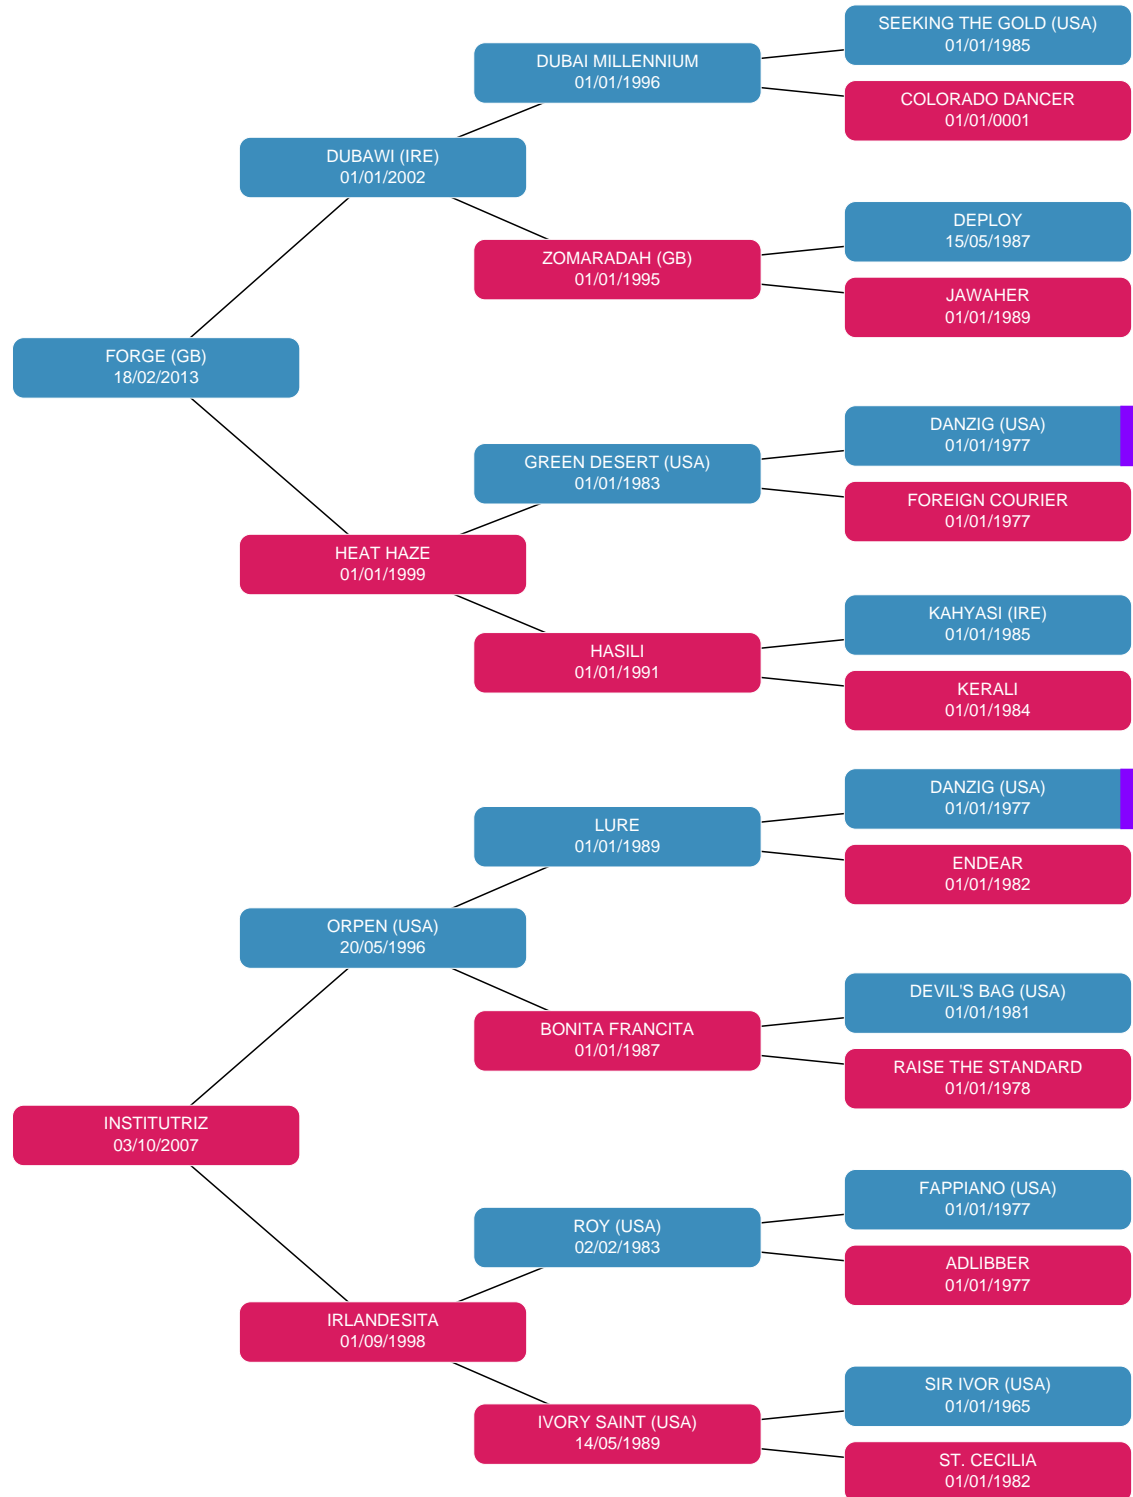 SEEKING THE GOLD (USA)
01/01/1985
DUBAI MILLENNIUM
01/01/1996
COLORADO DANCER
01/01/0001
DUBAWI (IRE)
01/01/2002
DEPLOY
15/05/1987
ZOMARADAH (GB)
01/01/1995
JAWAHER
01/01/1989
FORGE (GB)
18/02/2013
DANZIG (USA)
01/01/1977
GREEN DESERT (USA)
01/01/1983
FOREIGN COURIER
01/01/1977
HEAT HAZE
01/01/1999
KAHYASI (IRE)
01/01/1985
HASILI
01/01/1991
KERALI
01/01/1984
DANZIG (USA)
01/01/1977
LURE
01/01/1989
ENDEAR
01/01/1982
ORPEN (USA)
20/05/1996
DEVIL'S BAG (USA)
01/01/1981
BONITA FRANCITA
01/01/1987
RAISE THE STANDARD
01/01/1978
INSTITUTRIZ
03/10/2007
FAPPIANO (USA)
01/01/1977
ROY (USA)
02/02/1983
ADLIBBER
01/01/1977
IRLANDESITA
01/09/1998
SIR IVOR (USA)
01/01/1965
IVORY SAINT (USA)
14/05/1989
ST. CECILIA
01/01/1982